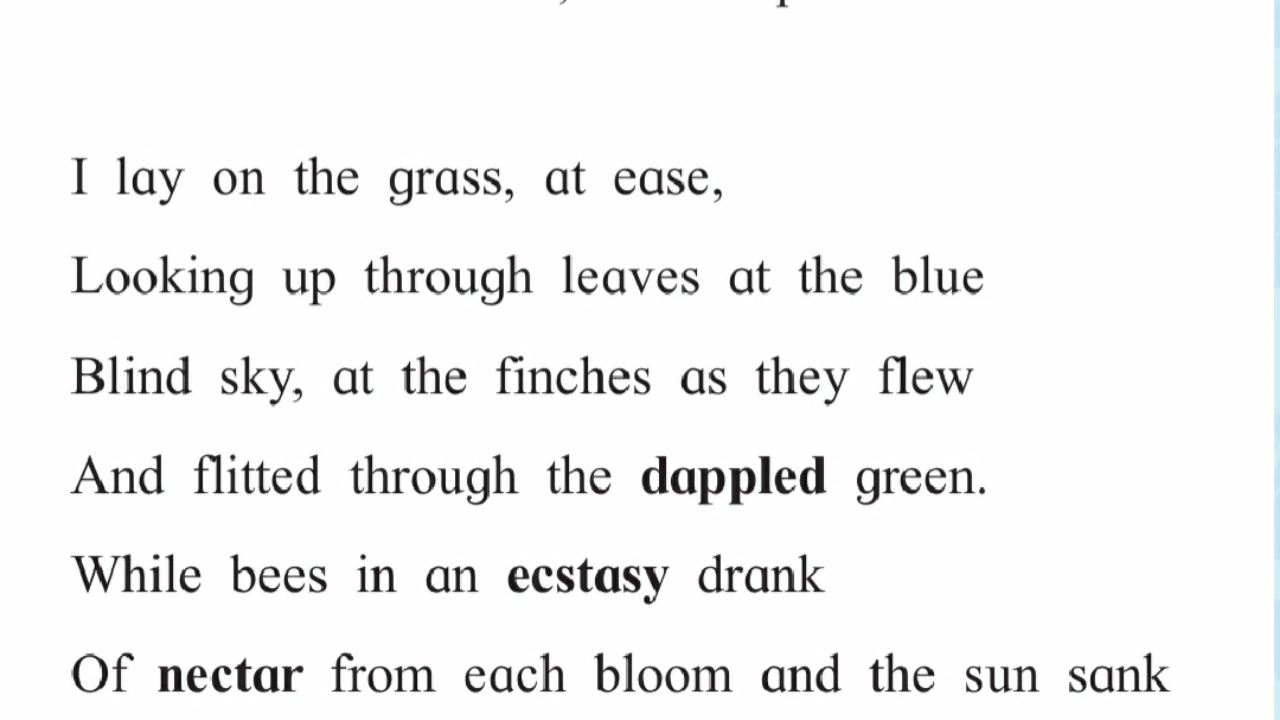 I lay on the grass, at ease,
Looking up through leaves at the blue
Blind sky, at the finches as they flew
And flitted through the dappled green.
While bees in an ecstasy drank
Of nectar from each bloom and the sun sank